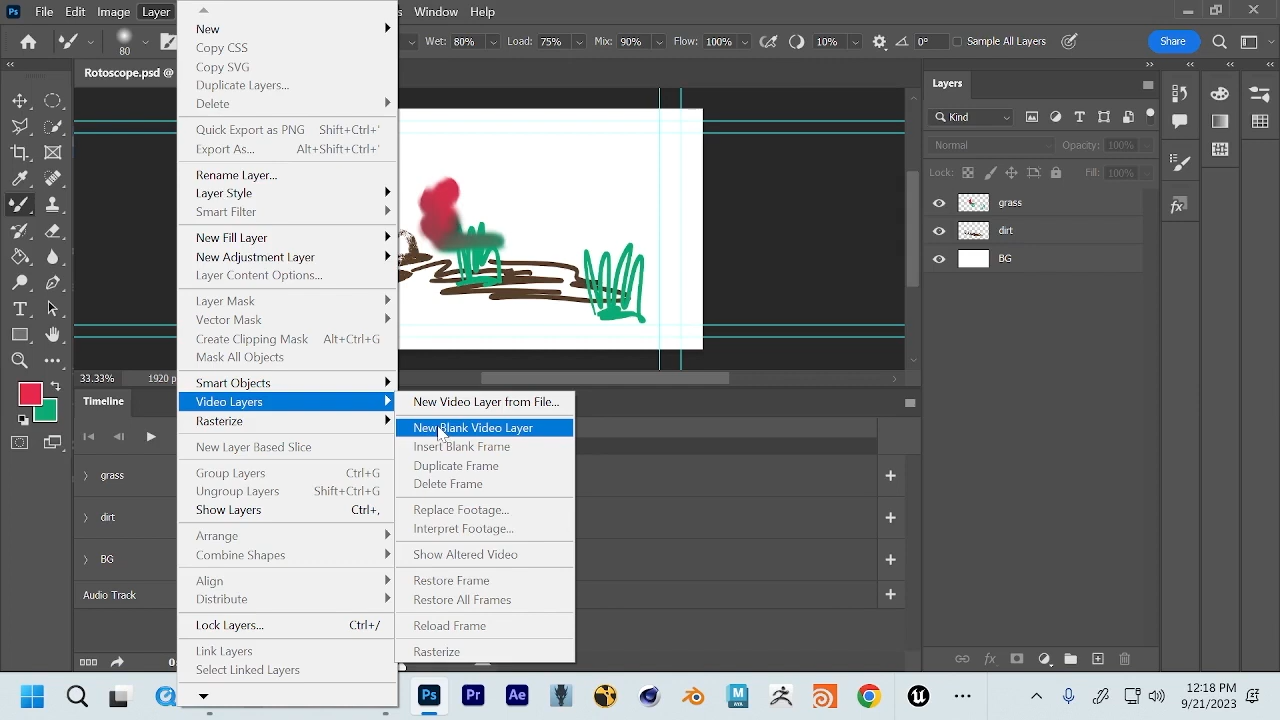 Ps File Edit Image Layer Window Help
80 Wet: 80% Load: 75% Mix: 90% Flow: 100% 10% 0° Sample All Layers Share
Rotoscope.psd @
New
Copy CSS
Copy SVG
Duplicate Layers...
Delete
Quick Export as PNG Shift+Ctrl+'
Export As... Alt+Shift+Ctrl+'
Rename Layer...
Layer Style
Smart Filter
New Fill Layer
New Adjustment Layer
Layer Content Options...
Layer Mask
Vector Mask
Create Clipping Mask Alt+Ctrl+G
Mask All Objects
Smart Objects
Video Layers
Rasterize
New Layer Based Slice
Group Layers Ctrl+G
Ungroup Layers Shift+Ctrl+G
Show Layers Ctrl+,
Arrange
Combine Shapes
Align
Distribute
Lock Layers... Ctrl+/
Link Layers
Select Linked Layers
New Video Layer from File...
New Blank Video Layer
Insert Blank Frame
Duplicate Frame
Delete Frame
Replace Footage...
Interpret Footage...
Show Altered Video
Restore Frame
Restore All Frames
Reload Frame
Rasterize
Layers
Kind
Normal Opacity: 100%
Lock: Fill: 100%
grass
dirt
BG
33.33% 1920 p
Timeline
grass
dirt
BG
Audio Track
Ps Pr Ae
12:18 PM
9/21/2023